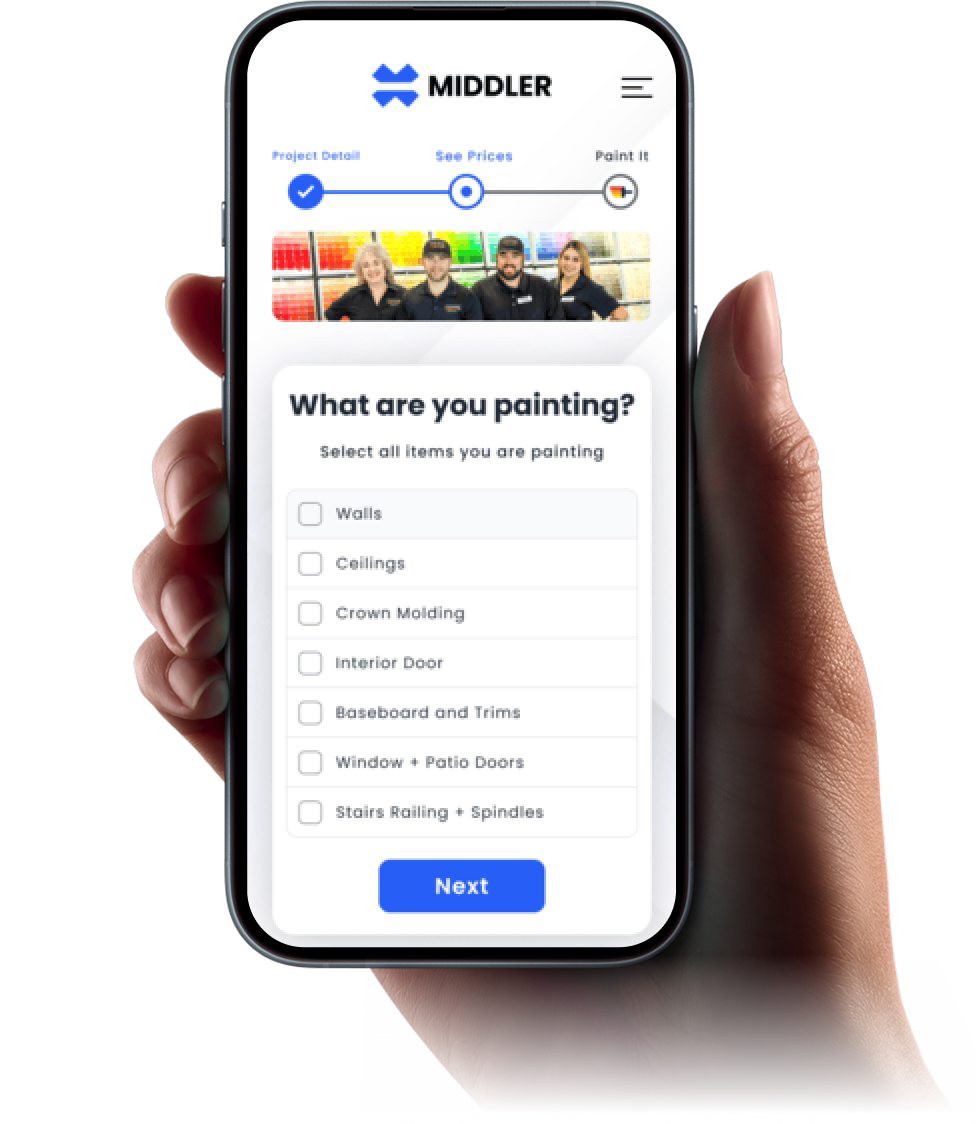 MIDDLER
Project Detail See Prices Paint It
What are you painting?
Select all items you are painting
Walls
Ceilings
Crown Molding
Interior Door
Baseboard and Trims
Window + Patio Doors
Stairs Railing + Spindles
Next